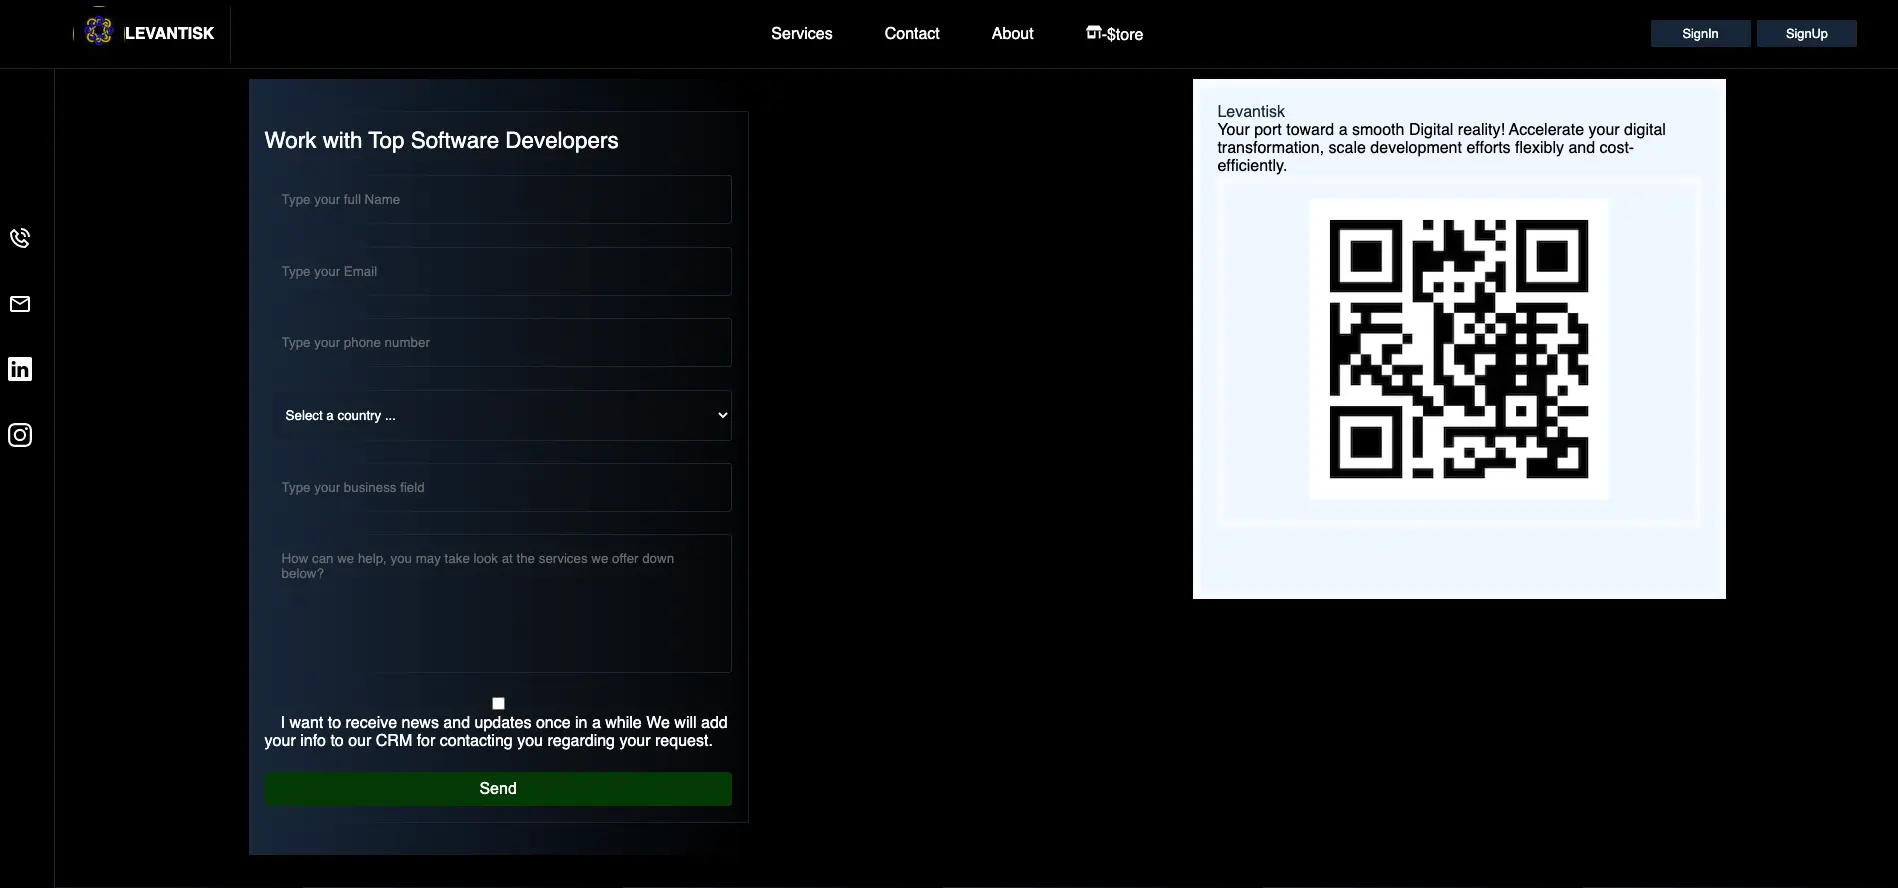 LEVANTISK
Services
Contact
About
-$tore
SignIn
SignUp
Work with Top Software Developers
Type your full Name
Type your Email
Type your phone number
Select a country ...
Type your business field
How can we help, you may take look at the services we offer down
below?
I want to receive news and updates once in a while We will add
your info to our CRM for contacting you regarding your request.
Send
Levantisk
Your port toward a smooth Digital reality! Accelerate your digital
transformation, scale development efforts flexibly and cost-
efficiently.